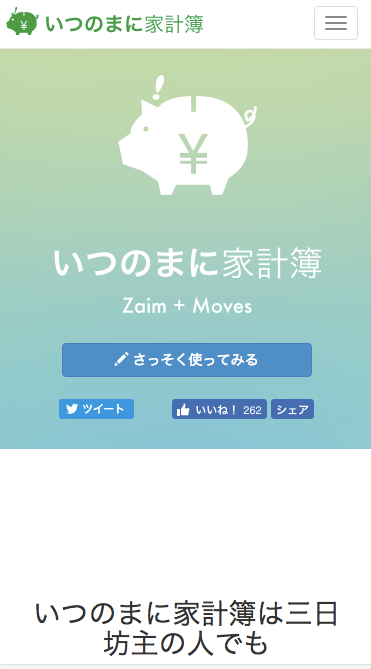 ¥ いつのまに家計簿
¥
いつのまに家計簿
Zaim + Moves
さっそく使ってみる
ツイート
いいね！ 262 シェア
いつのまに家計簿は三日
坊主の人でも